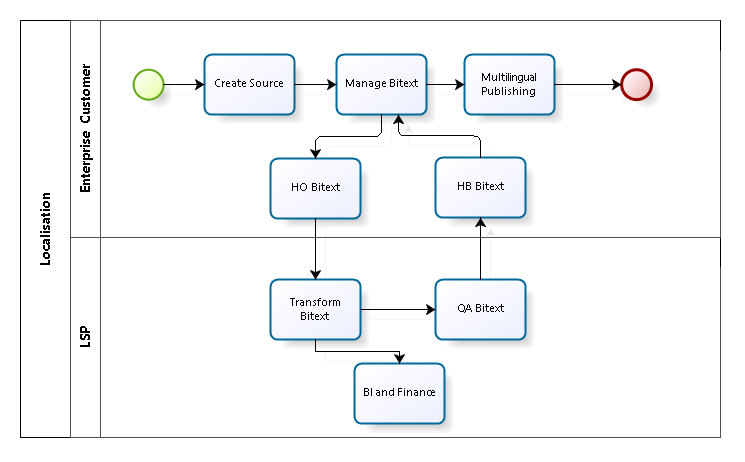 Localisation
Enterprise Customer
Create Source
Manage Bitext
Multilingual
Publishing
HO Bitext
HB Bitext
LSP
Transform
Bitext
QA Bitext
BI and Finance